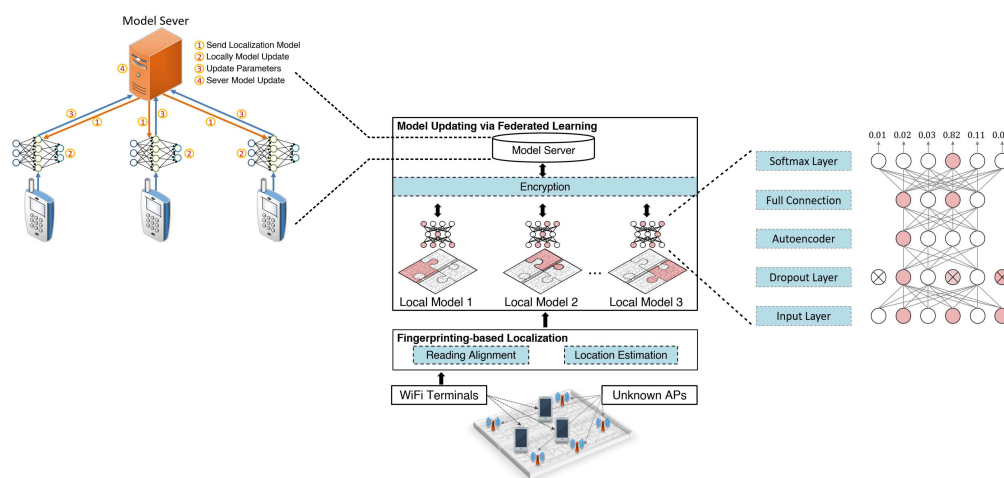 Model Sever
① Send Localization Model
② Locally Model Update
③ Update Parameters
④ Sever Model Update
④
③
③
③
①
①
①
②
②
②
Model Updating via Federated Learning
Model Server
Encryption
Local Model 1
Local Model 2
...
Local Model 3
Fingerprinting-based Localization
Reading Alignment
Location Estimation
WiFi Terminals
Unknown APs
0.01 0.02 0.03 0.82 0.11
Softmax Layer
Full Connection
Autoencoder
Dropout Layer
Input Layer